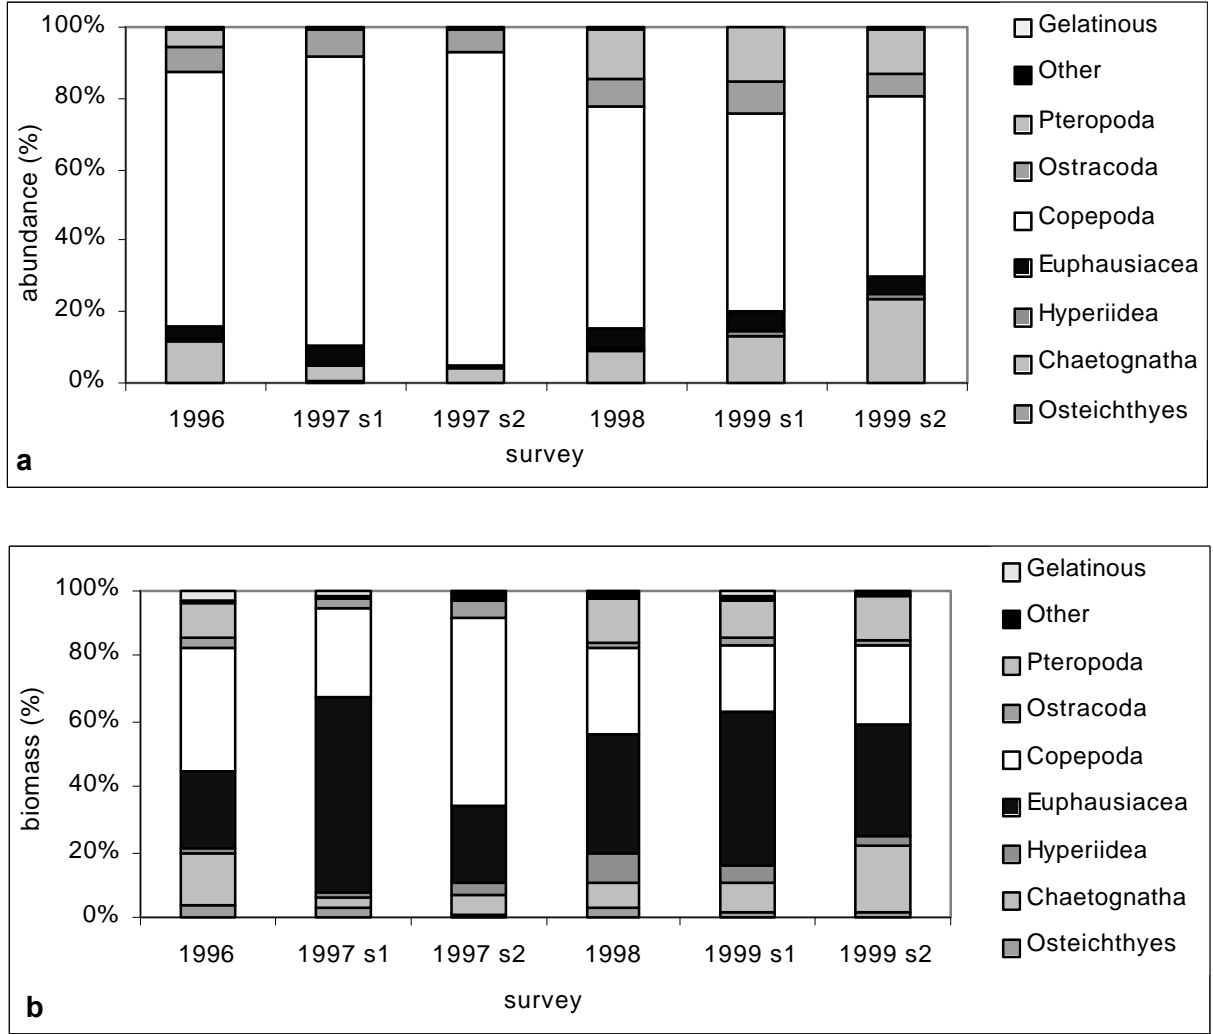 100%
80%
60%
40%
20%
0%
abundance (%)
1996 1997 s1 1997 s2 1998 1999 s1 1999 s2
survey
a
Gelatinous
Other
Pteropoda
Ostracoda
Copepoda
Euphausiacea
Hyperiidea
Chaetognatha
Osteichthyes
100%
80%
60%
40%
20%
0%
biomass (%)
1996 1997 s1 1997 s2 1998 1999 s1 1999 s2
survey
b
Gelatinous
Other
Pteropoda
Ostracoda
Copepoda
Euphausiacea
Hyperiidea
Chaetognatha
Osteichthyes